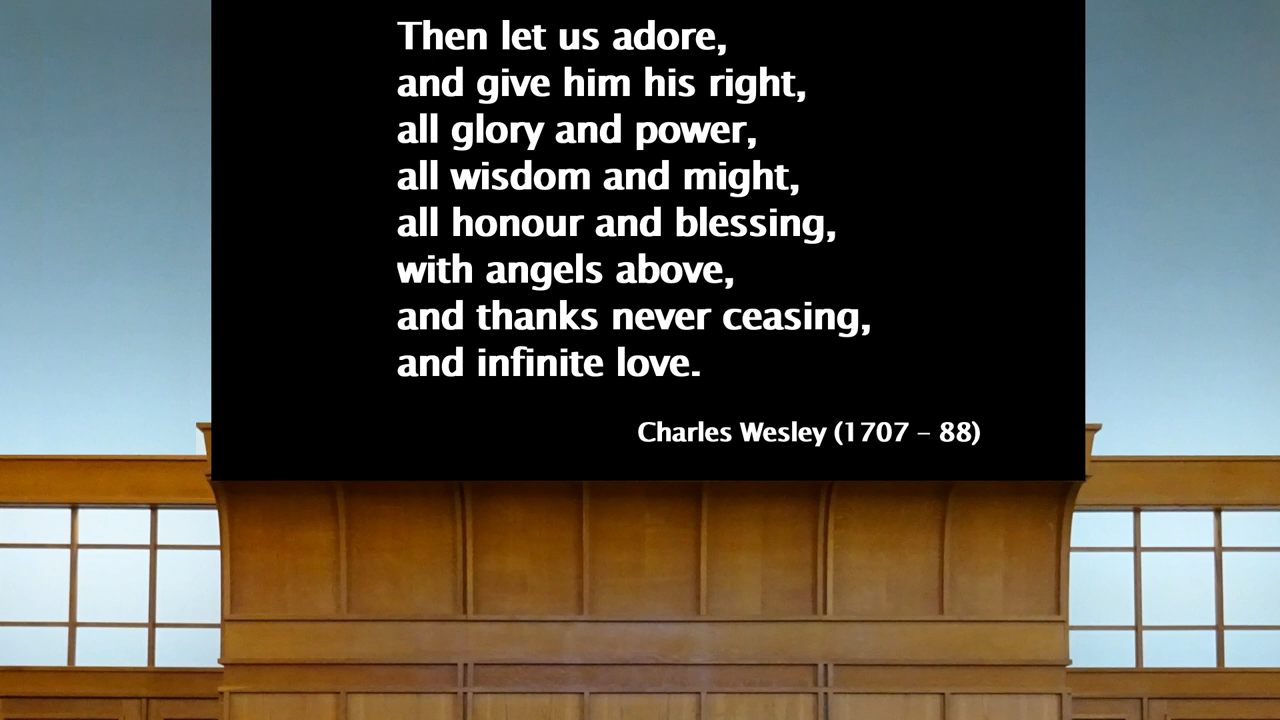 Then let us adore,
and give him his right,
all glory and power,
all wisdom and might,
all honour and blessing,
with angels above,
and thanks never ceasing,
and infinite love.
Charles Wesley (1707 – 88)